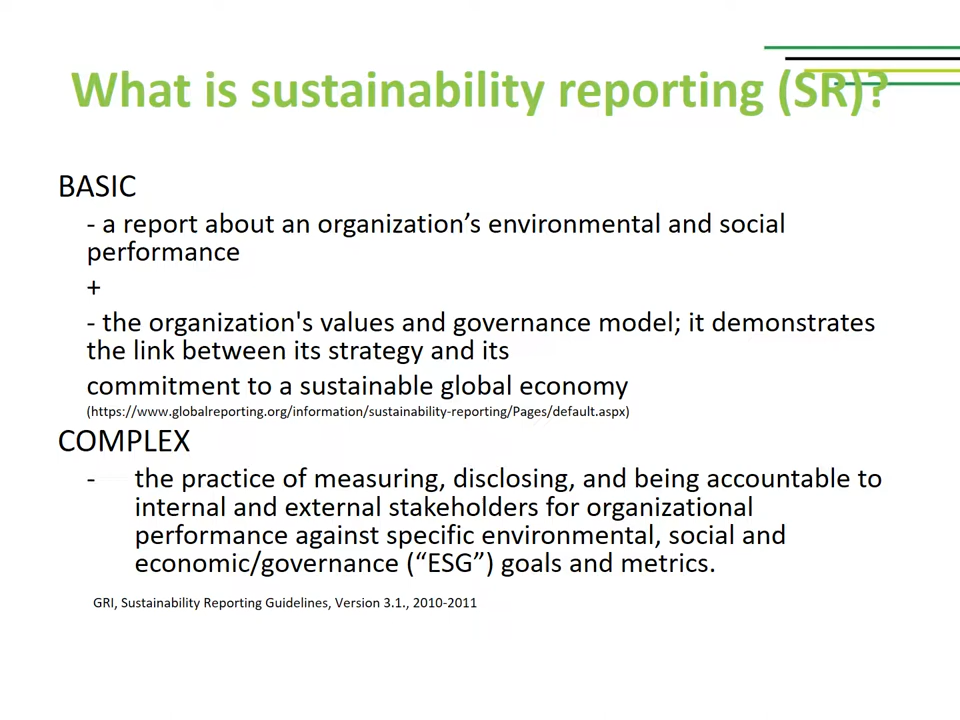 What is sustainability reporting (SR)?
BASIC
- a report about an organization’s environmental and social
performance
+
- the organization's values and governance model; it demonstrates
the link between its strategy and its
commitment to a sustainable global economy
(https://www.globalreporting.org/information/sustainability-reporting/Pages/default.aspx)
COMPLEX
- the practice of measuring, disclosing, and being accountable to
internal and external stakeholders for organizational
performance against specific environmental, social and
economic/governance (“ESG”) goals and metrics.
GRI, Sustainability Reporting Guidelines, Version 3.1., 2010-2011